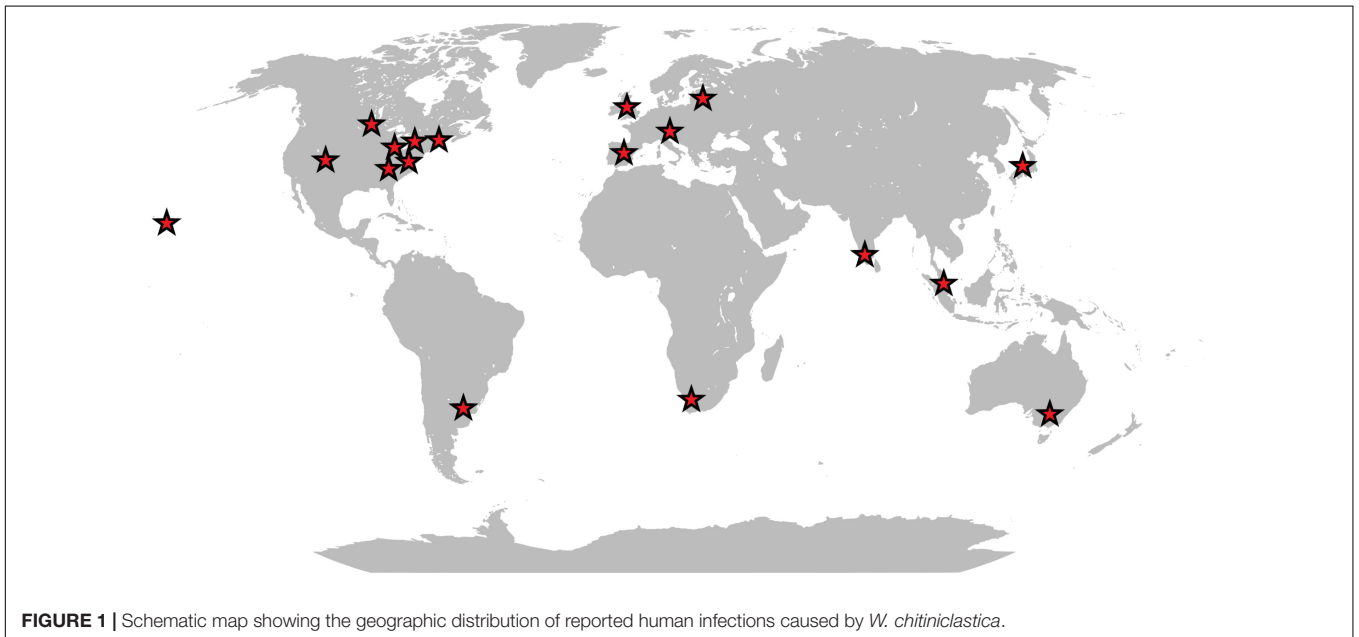 FIGURE 1 | Schematic map showing the geographic distribution of reported human infections caused by W. chitiniclastica.